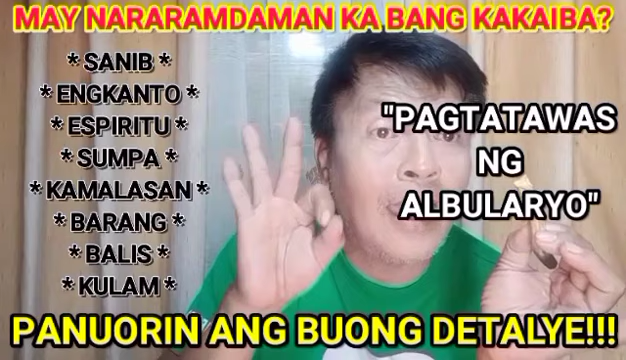 MAY NARARAMDAMAN KA BANG KAKAIBA?
* SANIB *
* ENGKANTO *
* ESPIRITU *
* SUMPA *
* KAMALASAN *
* BARANG *
* BALIS *
* KULAM *
"PAGTATAWAS
NG
ALBULARYO"
PANUORIN ANG BUONG DETALYE!!!